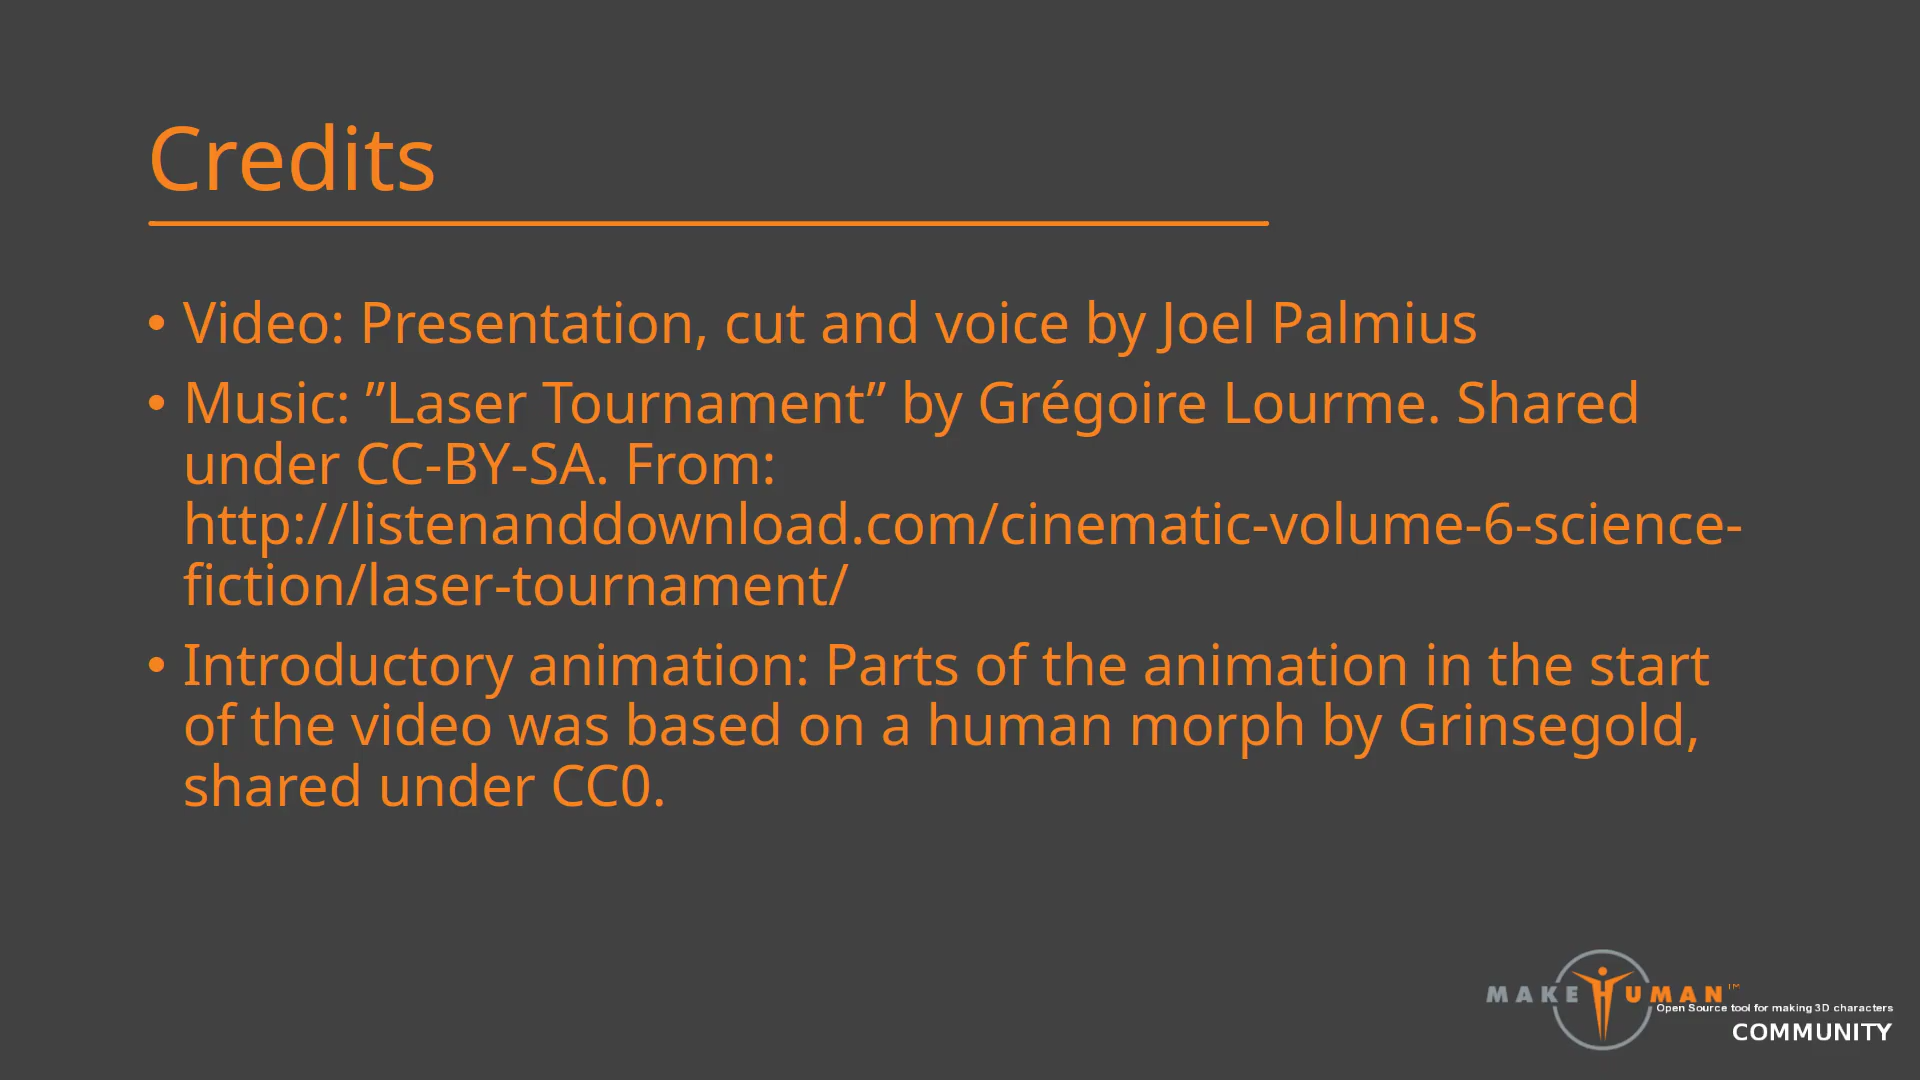 Credits
• Video: Presentation, cut and voice by Joel Palmius
• Music: ”Laser Tournament” by Grégoire Lourme. Shared
under CC-BY-SA. From:
http://listenanddownload.com/cinematic-volume-6-science-
fiction/laser-tournament/
• Introductory animation: Parts of the animation in the start
of the video was based on a human morph by Grinsegold,
shared under CC0.
MAKEHUMAN™
Open Source tool for making 3D characters
COMMUNITY